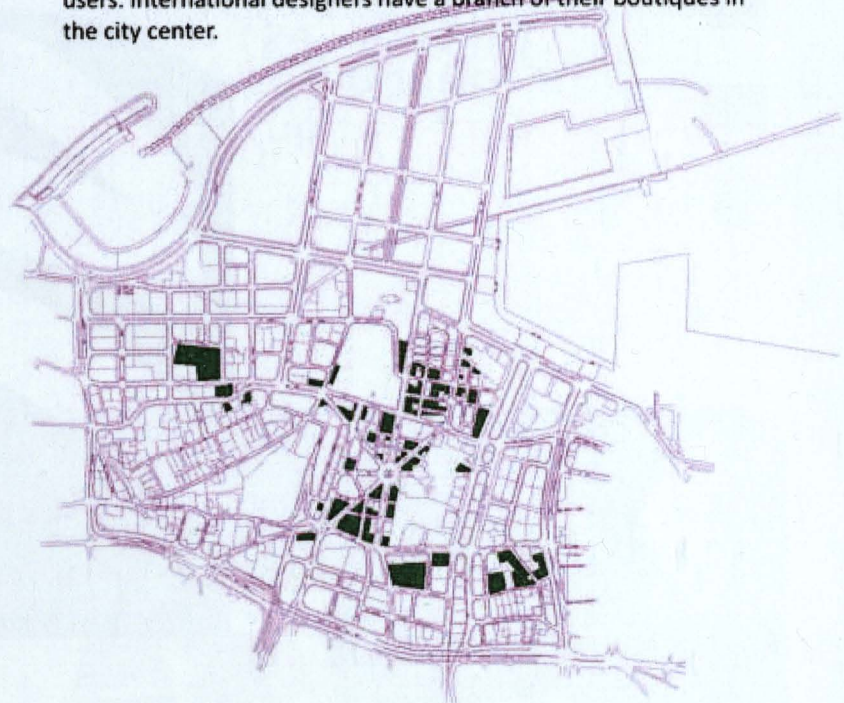 users. International designers have a branch of their boutiques in
the city center.